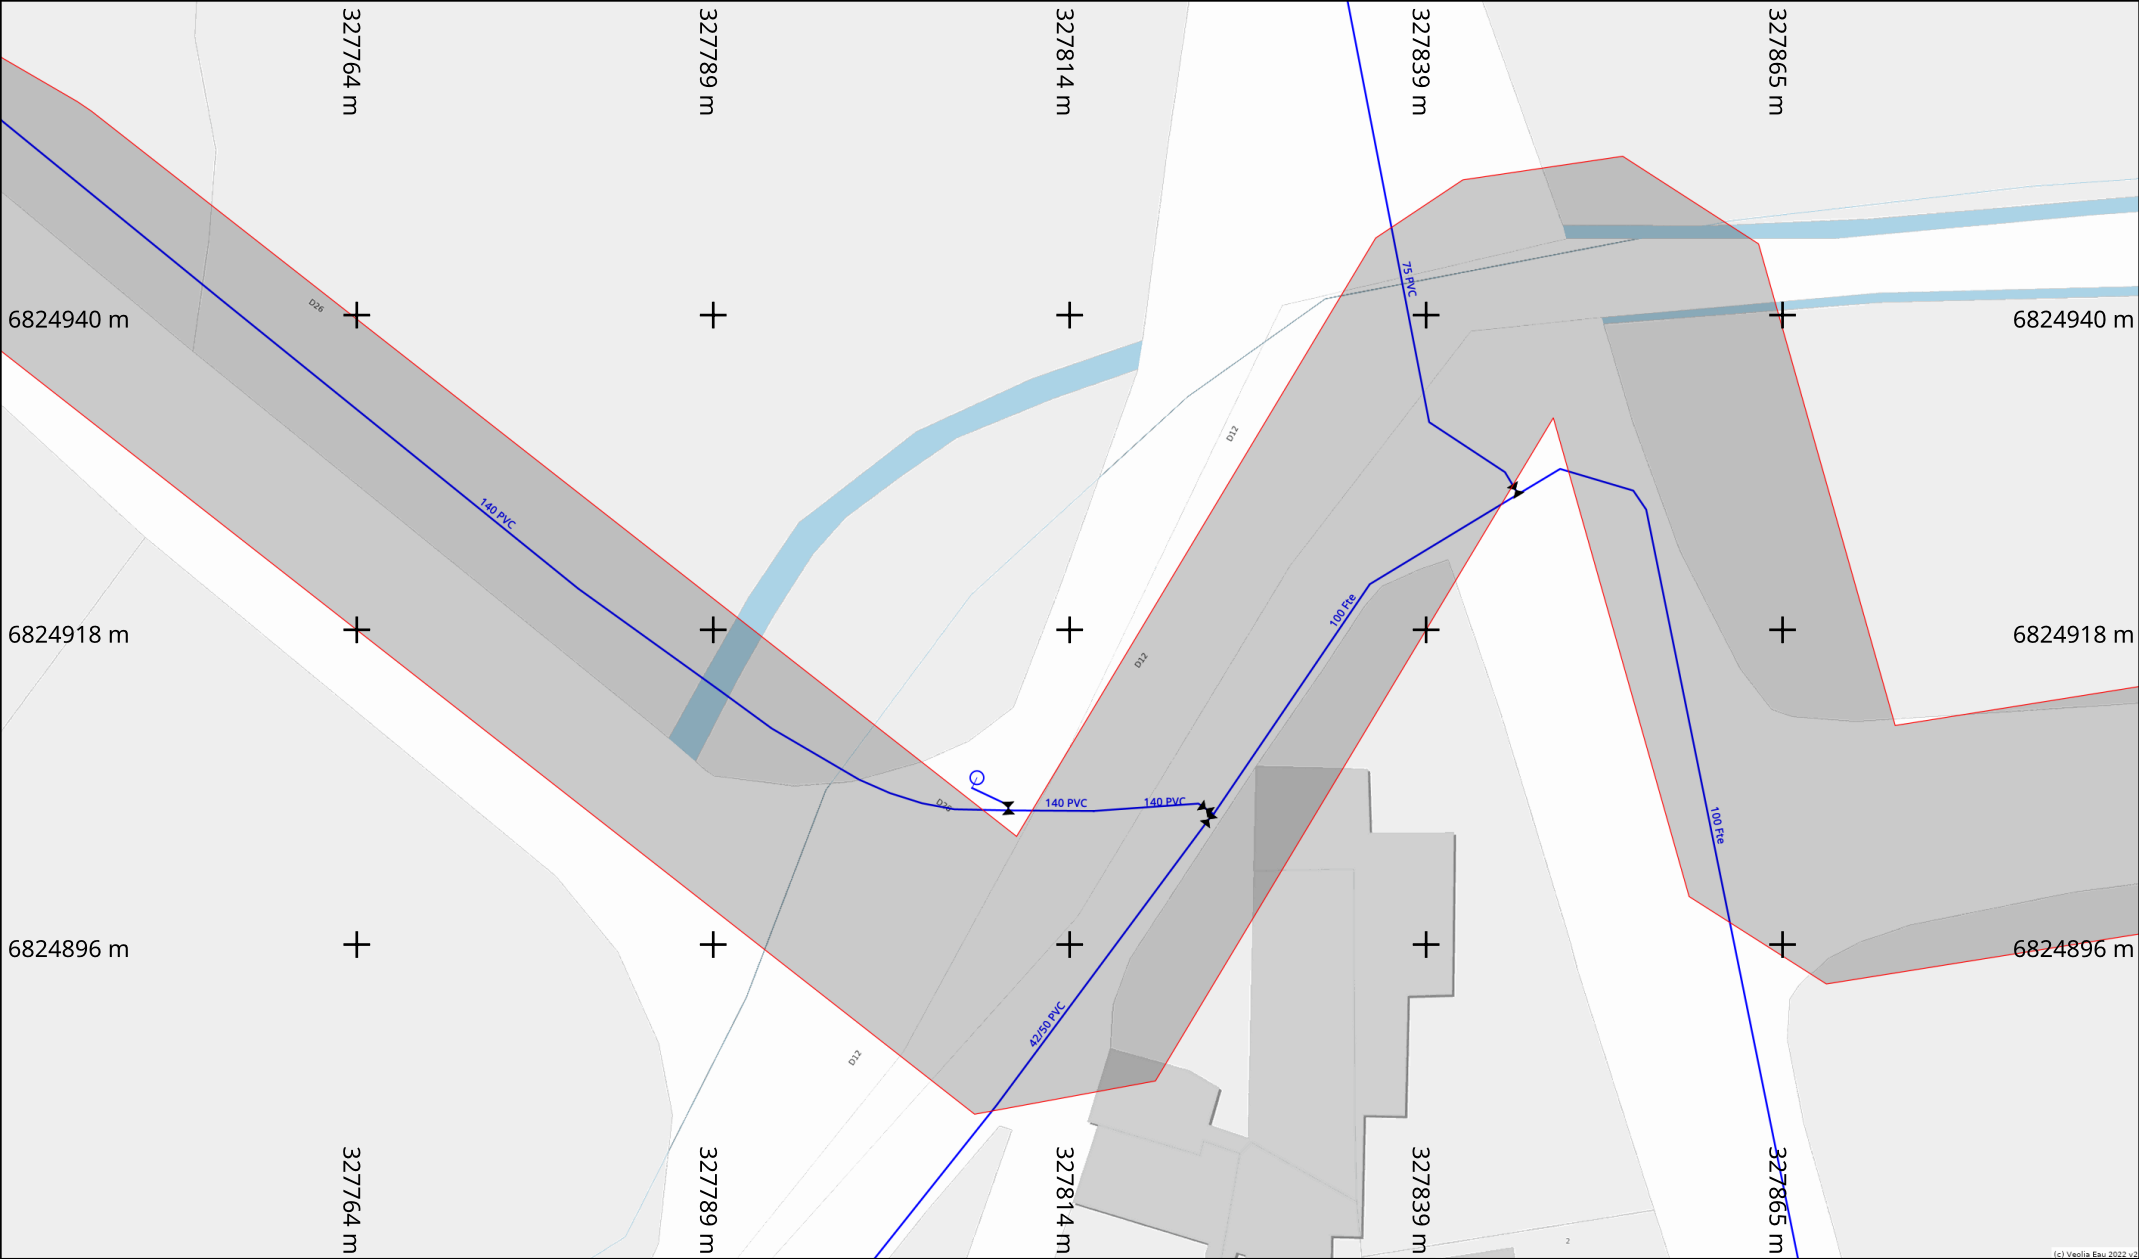 327764 m
327789 m
327814 m
327839 m
327865 m
75 PVC
D26
6824940 m
6824940 m
D12
140 PVC
100 Fte
6824918 m
6824918 m
D12
D26
140 PVC
140 PVC
100 Fte
6824896 m
6824896 m
42/50 PVC
D12
327764 m
327789 m
327814 m
327839 m
327865 m
2
(c) Veolia Eau 2022 v2